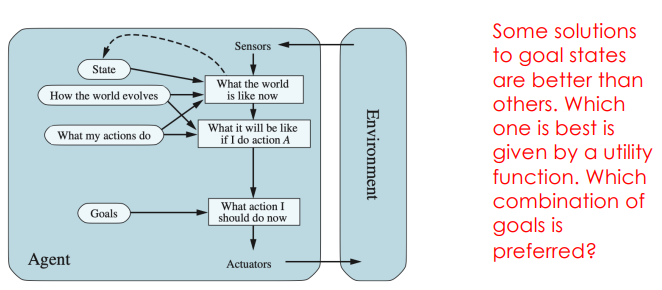 Sensors
State
How the world evolves
What my actions do
What the world
is like now
What it will be like
if I do action A
Goals
What action I
should do now
Agent
Actuators
Environment
Some solutions
to goal states
are better than
others. Which
one is best is
given by a utility
function. Which
combination of
goals is
preferred?